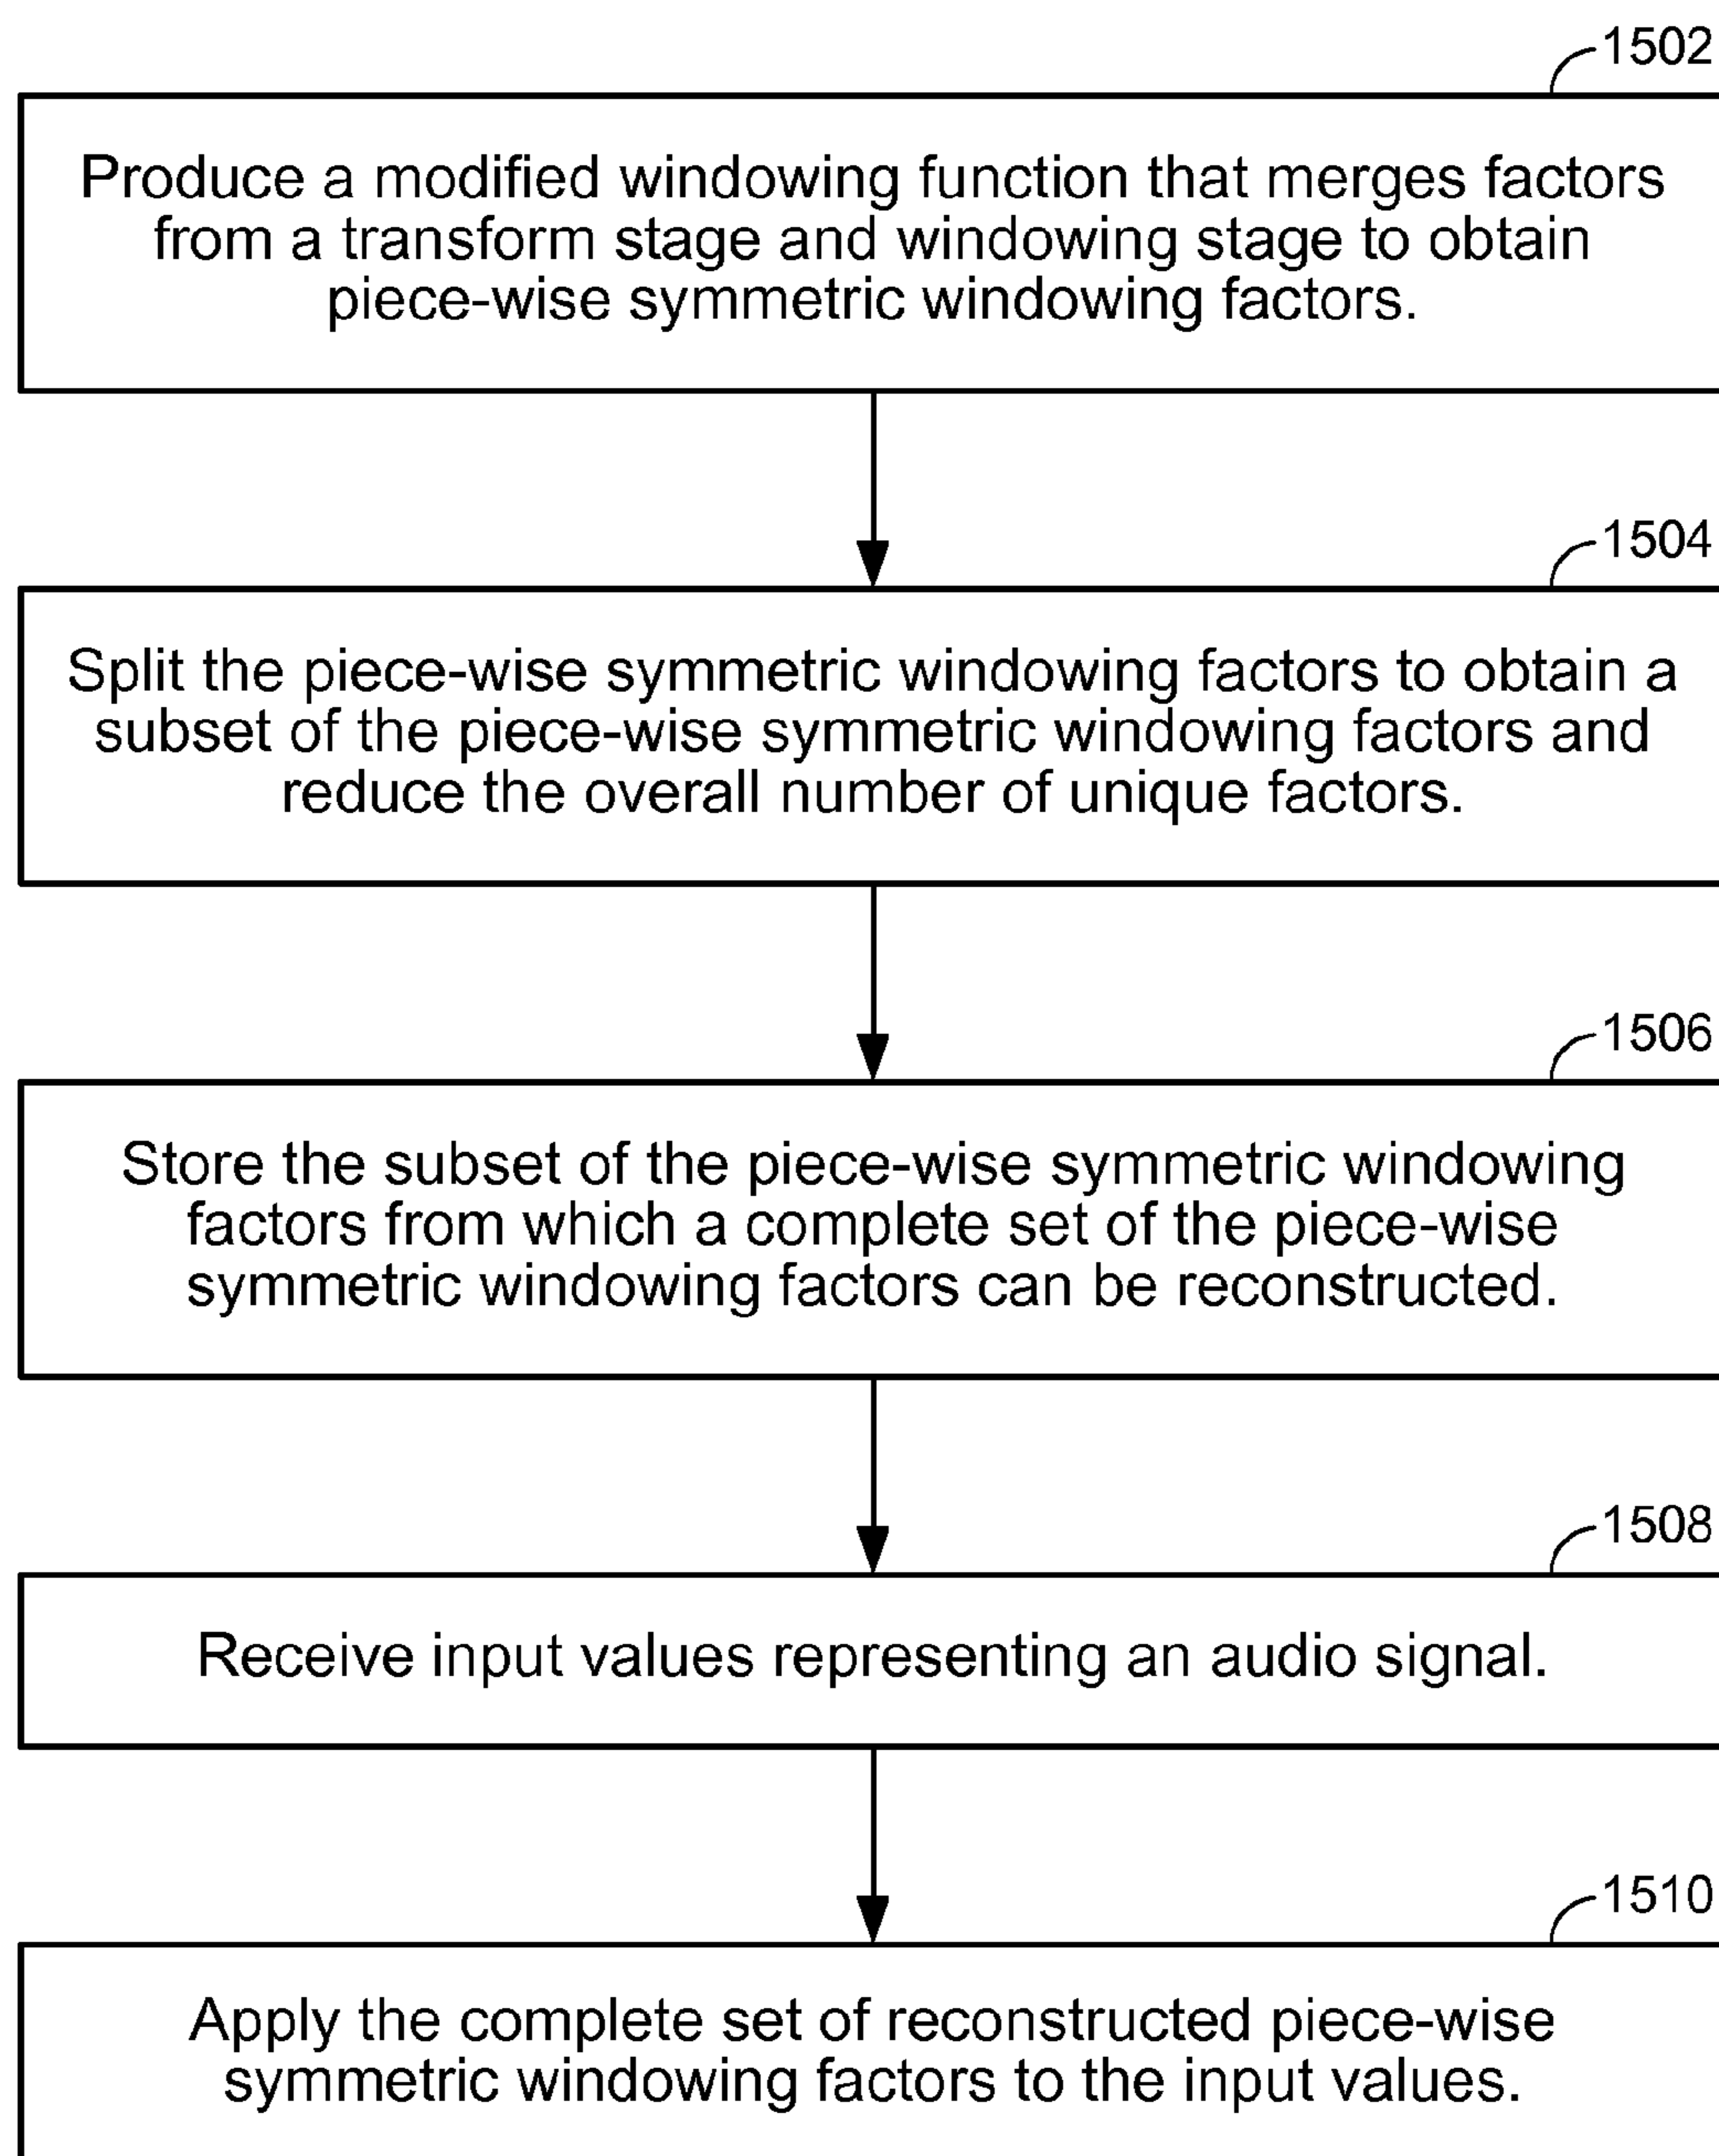 1502
Produce a modified windowing function that merges factors
from a transform stage and windowing stage to obtain
piece-wise symmetric windowing factors.
1504
Split the piece-wise symmetric windowing factors to obtain a
subset of the piece-wise symmetric windowing factors and
reduce the overall number of unique factors.
1506
Store the subset of the piece-wise symmetric windowing
factors from which a complete set of the piece-wise
symmetric windowing factors can be reconstructed.
1508
Receive input values representing an audio signal.
1510
Apply the complete set of reconstructed piece-wise
symmetric windowing factors to the input values.